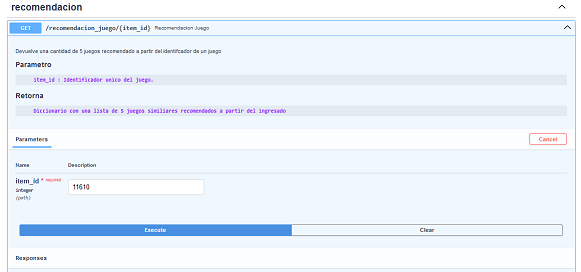 recomendacion
GET /recomendacion_juego/{item_id} Recomendacion Juego
Devuelve una cantidad de 5 juegos recomendado a partir del identifcador de un juego
Parametro
item_id : Identificador unico del juego.
Retorna
Diccionario con una lista de 5 juegos similiares recomendados a partir del ingresado
Parameters Cancel
Name Description
item_id * required 11610
integer
(path)
Execute Clear
Responses